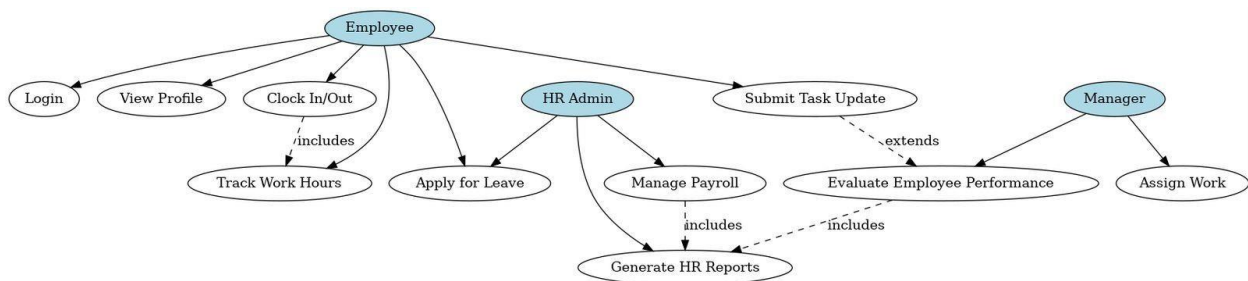 Employee
Login
View Profile
Clock In/Out
HR Admin
Submit Task Update
Manager
includes
extends
Track Work Hours
Apply for Leave
Manage Payroll
Evaluate Employee Performance
Assign Work
includes
includes
Generate HR Reports